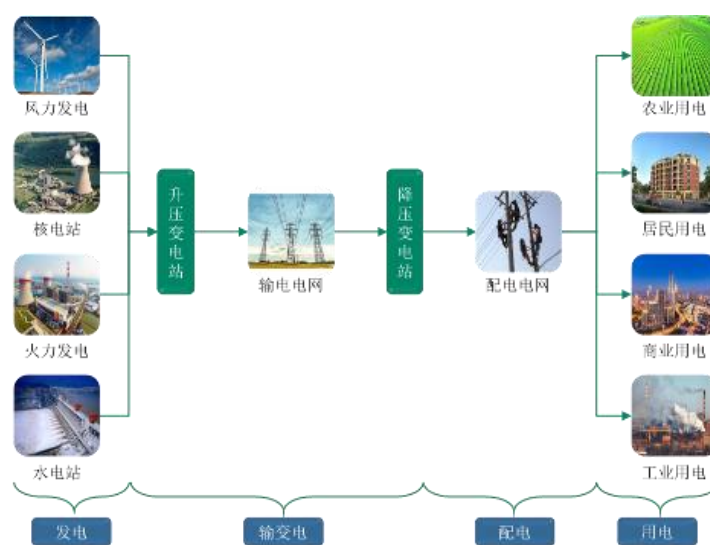 风力发电
核电站
火力发电
水电站
升压变电站
输电电网
降压变电站
配电电网
农业用电
居民用电
商业用电
工业用电
发电
输变电
配电
用电